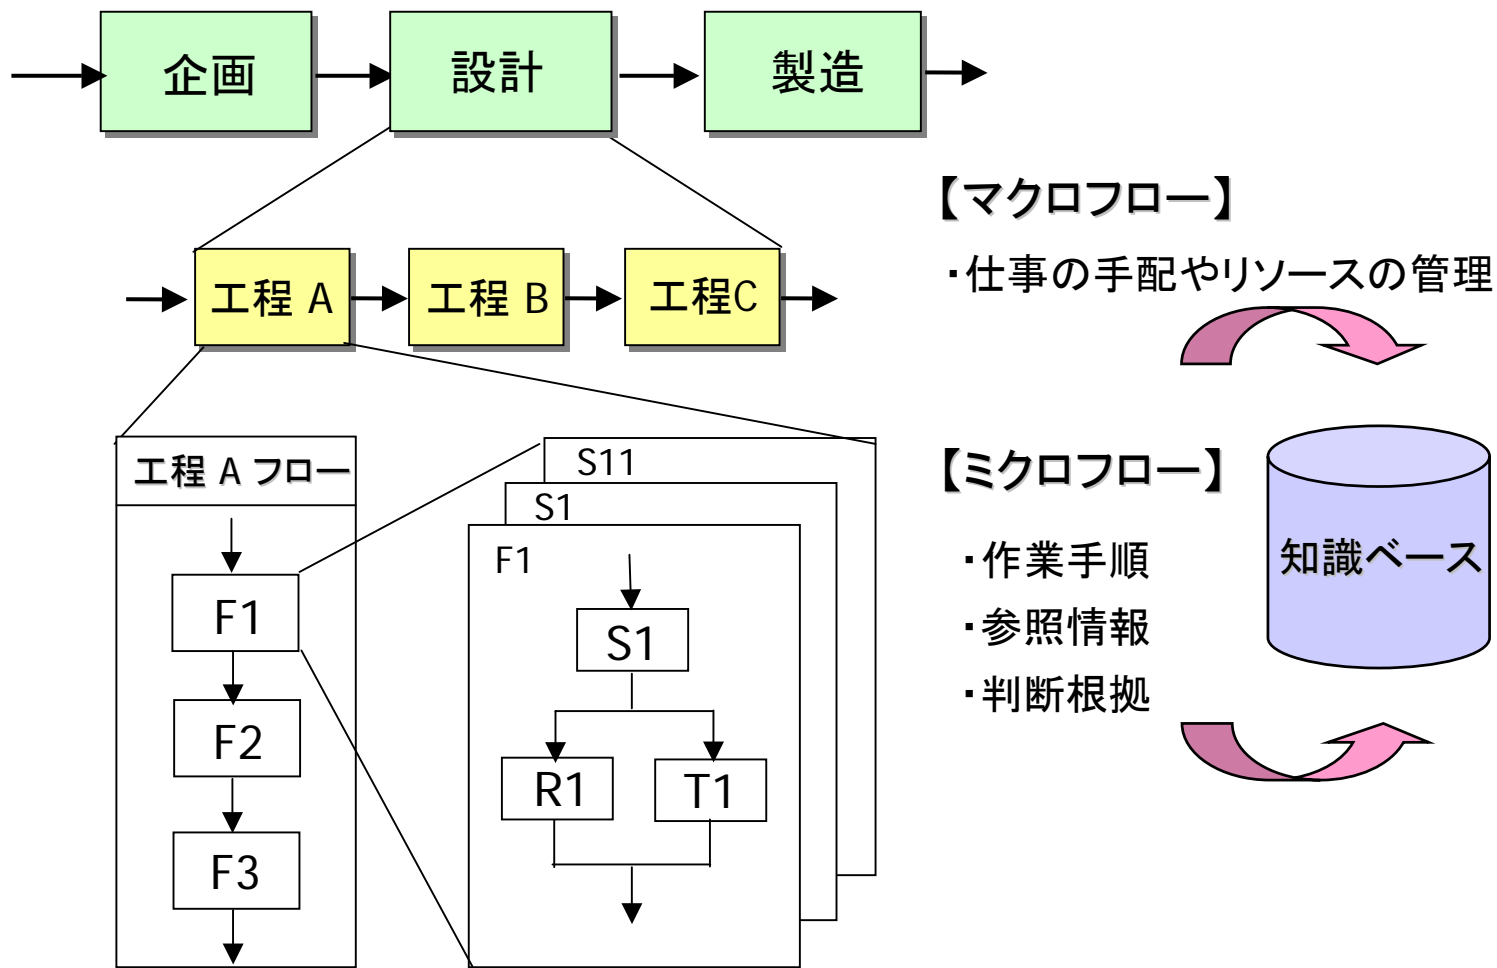 企画
設計
製造
【マクロフロー】
・仕事の手配やリソースの管理
工程 A
工程 B
工程C
工程 A フロー
F1
F2
F3
S11
S1
F1
S1
R1
T1
【ミクロフロー】
・作業手順
・参照情報
・判断根拠
知識ベース